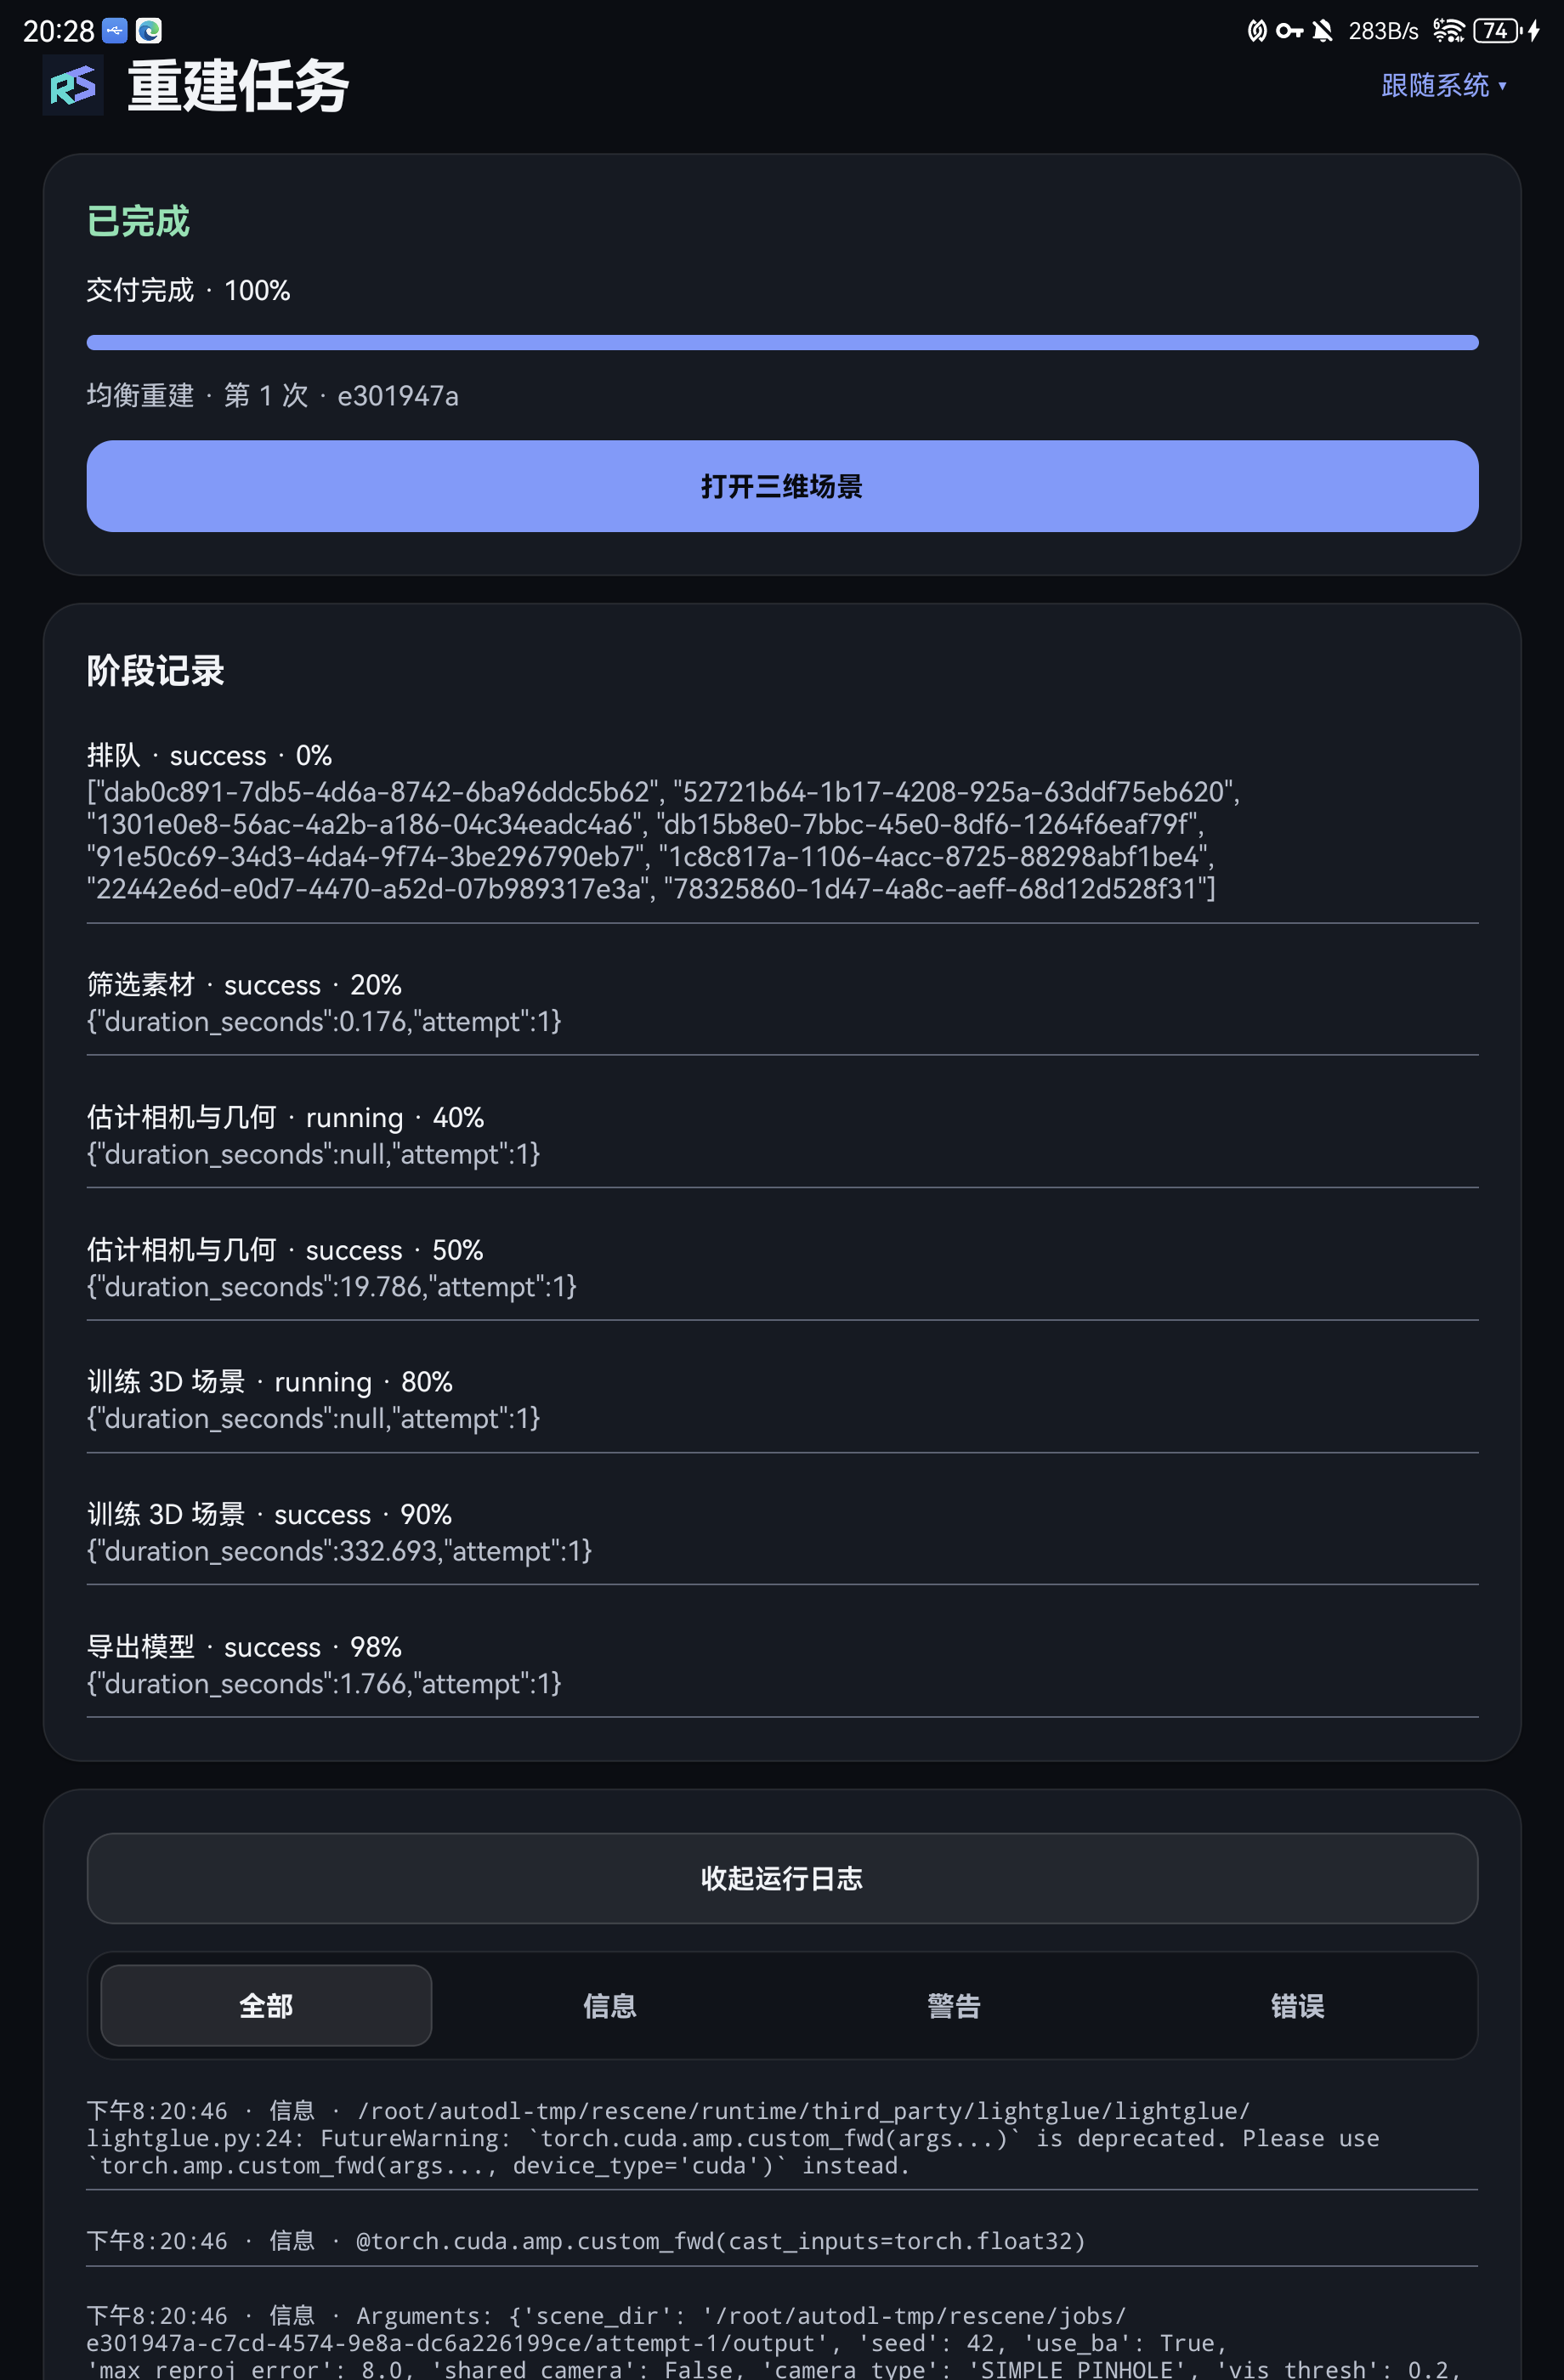 20:28
283B/s
74
RS
重建任务
跟随系统
已完成
交付完成 · 100%
均衡重建 · 第 1 次 · e301947a
打开三维场景
阶段记录
排队 · success · 0%
["dab0c891-7db5-4d6a-8742-6ba96ddc5b62", "52721b64-1b17-4208-925a-63ddf75eb620",
"1301e0e8-56ac-4a2b-a186-04c34eadc4a6", "db15b8e0-7bbc-45e0-8df6-1264f6eaf79f",
"91e50c69-34d3-4da4-9f74-3be296790eb7", "1c8c817a-1106-4acc-8725-88298abf1be4",
"22442e6d-e0d7-4470-a52d-07b989317e3a", "78325860-1d47-4a8c-aeff-68d12d528f31"]
筛选素材 · success · 20%
{"duration_seconds":0.176,"attempt":1}
估计相机与几何 · running · 40%
{"duration_seconds":null,"attempt":1}
估计相机与几何 · success · 50%
{"duration_seconds":19.786,"attempt":1}
训练 3D 场景 · running · 80%
{"duration_seconds":null,"attempt":1}
训练 3D 场景 · success · 90%
{"duration_seconds":332.693,"attempt":1}
导出模型 · success · 98%
{"duration_seconds":1.766,"attempt":1}
收起运行日志
全部
信息
警告
错误
下午8:20:46 · 信息 · /root/autodl-tmp/rescene/runtime/third_party/lightglue/lightglue/
lightglue.py:24: FutureWarning: `torch.cuda.amp.custom_fwd(args...)` is deprecated. Please use
`torch.amp.custom_fwd(args..., device_type='cuda')` instead.
下午8:20:46 · 信息 · @torch.cuda.amp.custom_fwd(cast_inputs=torch.float32)
下午8:20:46 · 信息 · Arguments: {'scene_dir': '/root/autodl-tmp/rescene/jobs/
e301947a-c7cd-4574-9e8a-dc6a226199ce/attempt-1/output', 'seed': 42, 'use_ba': True,
'max_reproj_error': 8.0, 'shared_camera': False, 'camera_type': 'SIMPLE_PINHOLE', 'vis_thresh': 0.2,